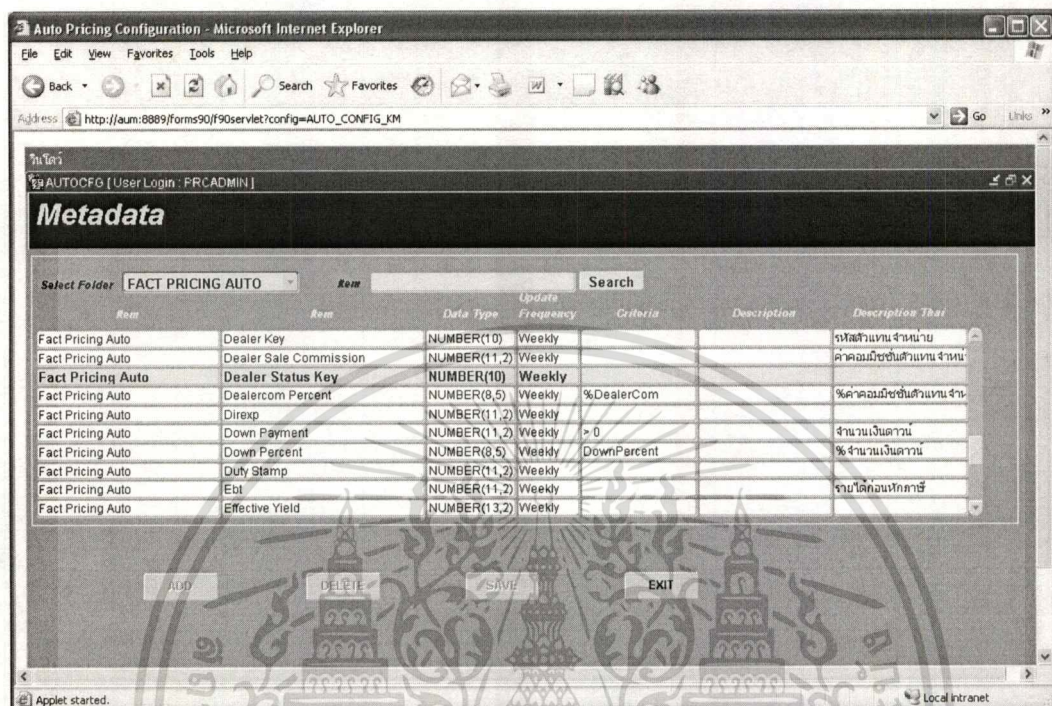 Auto Pricing Configuration - Microsoft Internet Explorer
File Edit View Favorites Tools Help
Back Search Favorites
Address http://aum:8889/forms90/f90servlet?config=AUTO_CONFIG_KM Go Links »
วินโดว์
AUTOCFG [ User Login : PRCADMIN ]
Metadata
Select Folder FACT PRICING AUTO Item Search
Item Item Data Type Update Frequency Criteria Description Description Thai
Fact Pricing Auto Dealer Key NUMBER(10) Weekly รหัสตัวแทนจำหน่าย
Fact Pricing Auto Dealer Sale Commission NUMBER(11,2) Weekly ค่าคอมมิชชั่นตัวแทนจำหน่
Fact Pricing Auto Dealer Status Key NUMBER(10) Weekly
Fact Pricing Auto Dealercom Percent NUMBER(8,5) Weekly %DealerCom %ค่าคอมมิชชั่นตัวแทนจำห
Fact Pricing Auto Direxp NUMBER(11,2) Weekly
Fact Pricing Auto Down Payment NUMBER(11,2) Weekly > 0 จำนวนเงินดาวน์
Fact Pricing Auto Down Percent NUMBER(8,5) Weekly DownPercent %จำนวนเงินดาวน์
Fact Pricing Auto Duty Stamp NUMBER(11,2) Weekly
Fact Pricing Auto Ebt NUMBER(11,2) Weekly รายได้ก่อนหักภาษี
Fact Pricing Auto Effective Yield NUMBER(13,2) Weekly
ADD DELETE SAVE EXIT
Applet started. Local intranet